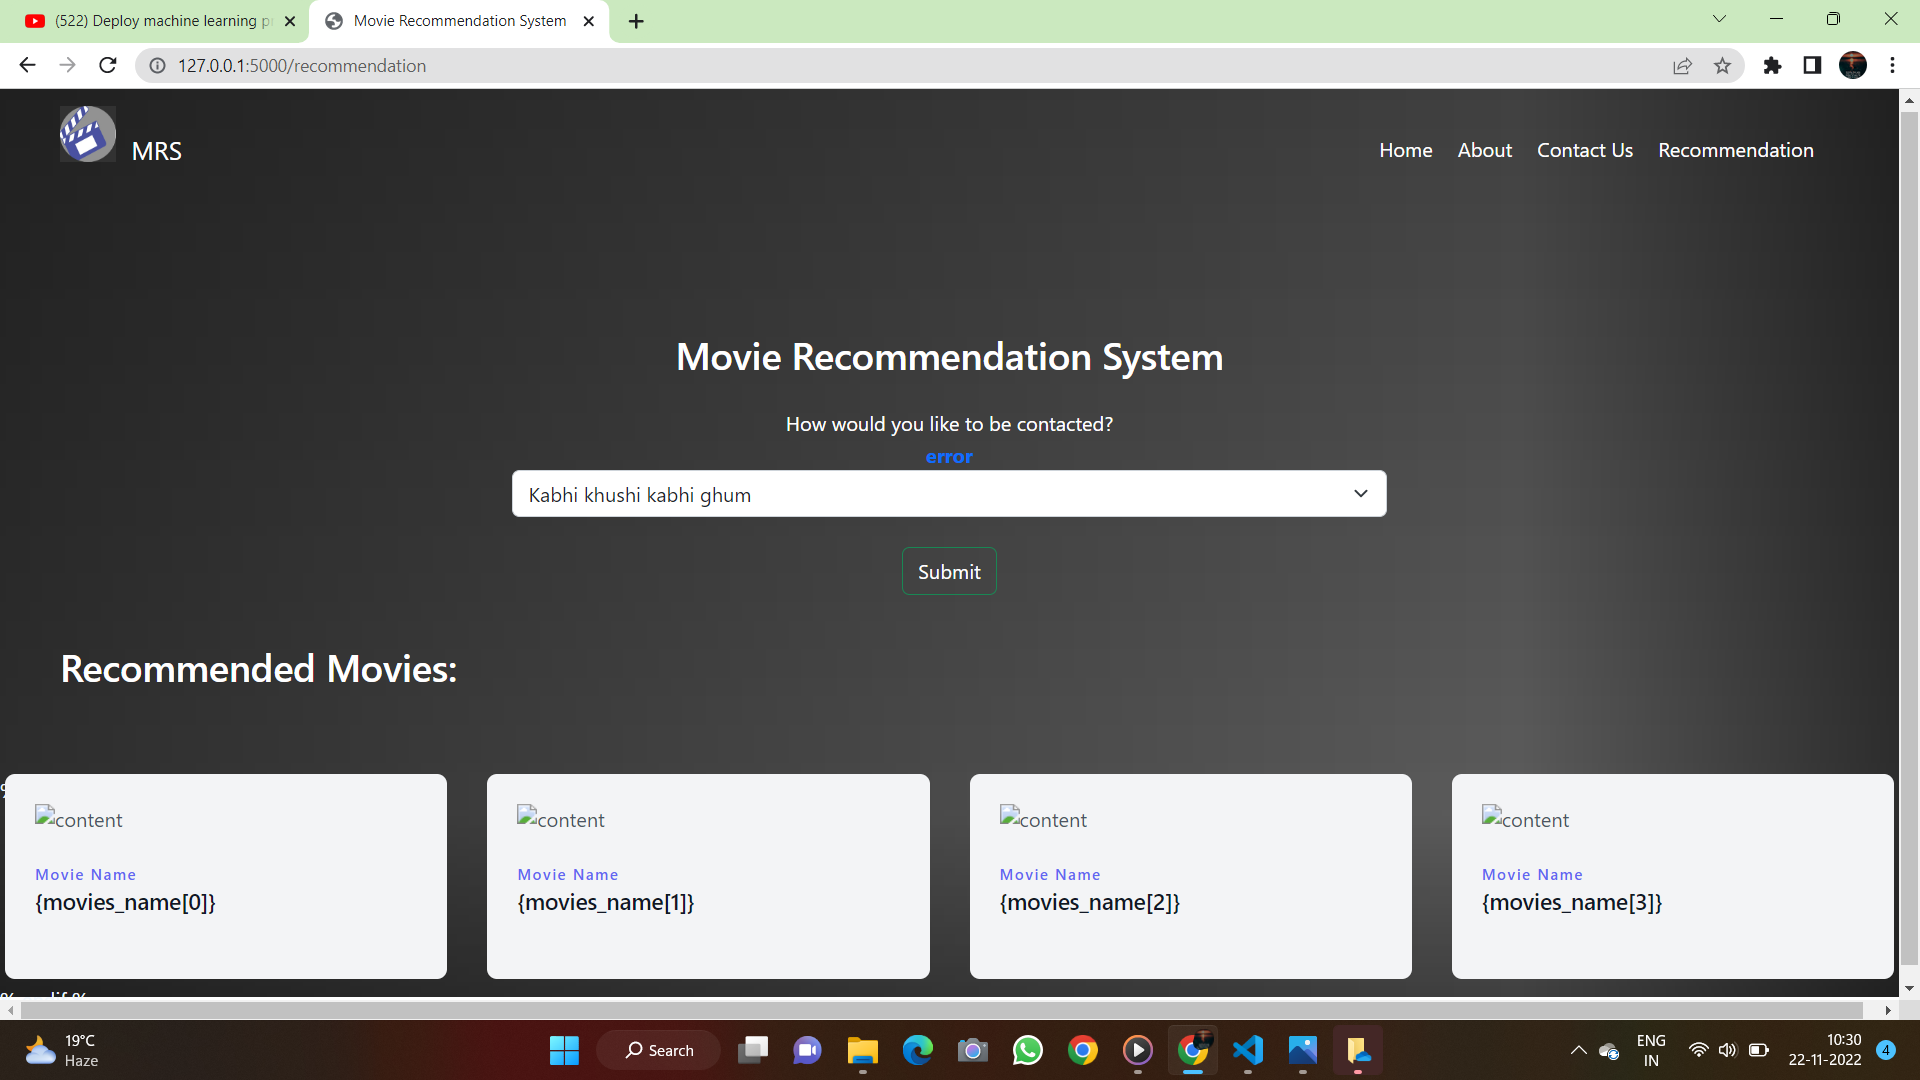 (522) Deploy machine learning p
Movie Recommendation System
127.0.0.1:5000/recommendation
MRS
Home
About
Contact Us
Recommendation
Movie Recommendation System
How would you like to be contacted?
error
Kabhi khushi kabhi ghum
Submit
Recommended Movies:
content
content
content
content
Movie Name
Movie Name
Movie Name
Movie Name
{movies_name[0]}
{movies_name[1]}
{movies_name[2]}
{movies_name[3]}
19°C
Haze
Search
ENG
IN
10:30
22-11-2022
4